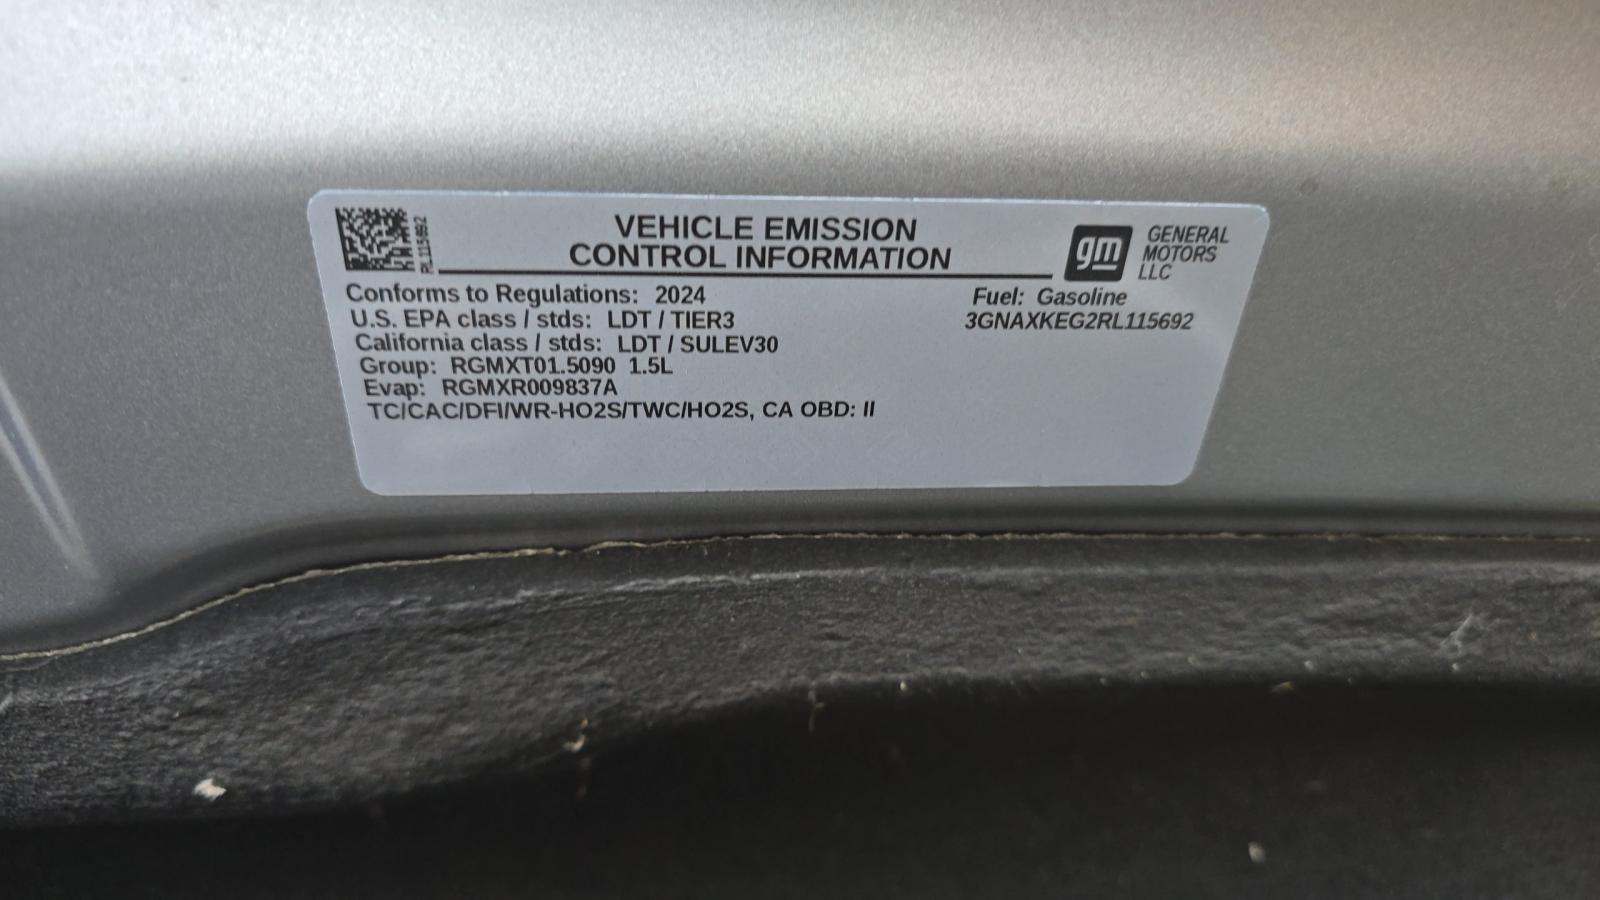 VEHICLE EMISSION
CONTROL INFORMATION
RL115692
gm
GENERAL
MOTORS
LLC
Conforms to Regulations: 2024
Fuel: Gasoline
U.S. EPA class / stds: LDT / TIER3
3GNAXKEG2RL115692
California class / stds: LDT / SULEV30
Group: RGMXT01.5090 1.5L
Evap: RGMXR009837A
TC/CAC/DFI/WR-HO2S/TWC/HO2S, CA OBD: II